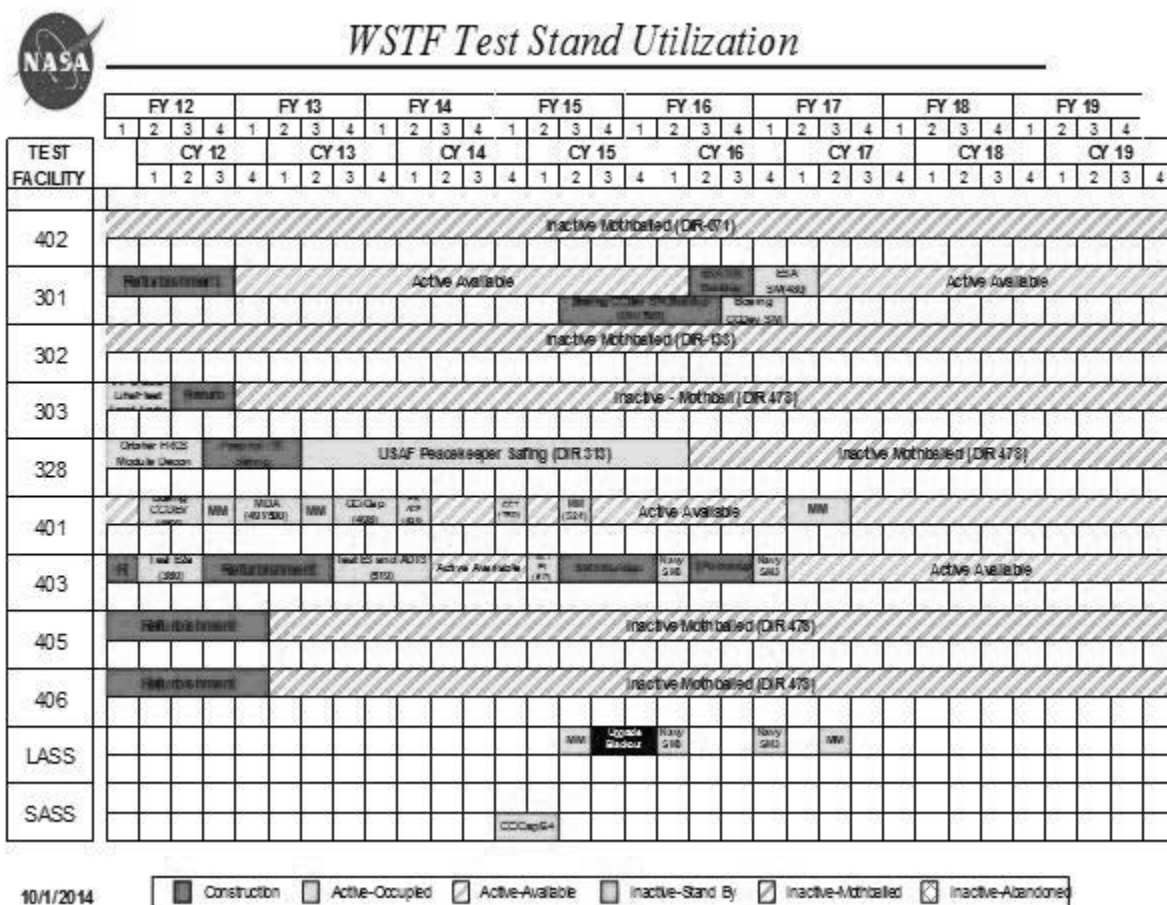 NASA
WSTF Test Stand Utilization
FY 12 FY 13 FY 14 FY 15 FY 16 FY 17 FY 18 FY 19
1 2 3 4 1 2 3 4 1 2 3 4 1 2 3 4 1 2 3 4 1 2 3 4 1 2 3 4 1 2 3 4
TEST FACILITY
CY 12 CY 13 CY 14 CY 15 CY 16 CY 17 CY 18 CY 19
1 2 3 4 1 2 3 4 1 2 3 4 1 2 3 4 1 2 3 4 1 2 3 4 1 2 3 4 1 2 3 4
402 Inactive Mothballed (DIR-671)
301 Refurbishment Active Available ESA Active Available
Boeing CCDev SM
302 Inactive Mothballed (DIR-133)
303 Inactive - Mothball (DIR 473)
328 Orbiter Module Decon USAF Peacekeeper Safing (DIR 313) Inactive Mothballed (DIR 473)
401 CCDev MM MM MM (324) Active Available MM
403 R Refurbishment Active Available Navy Navy Active Available
405 Refurbishment Inactive Mothballed (DIR 473)
406 Refurbishment Inactive Mothballed (DIR 473)
LASS MM Navy Navy MM
SASS
10/1/2014 Construction Active-Occupied Active-Available Inactive-Stand By Inactive-Mothballed Inactive-Abandoned